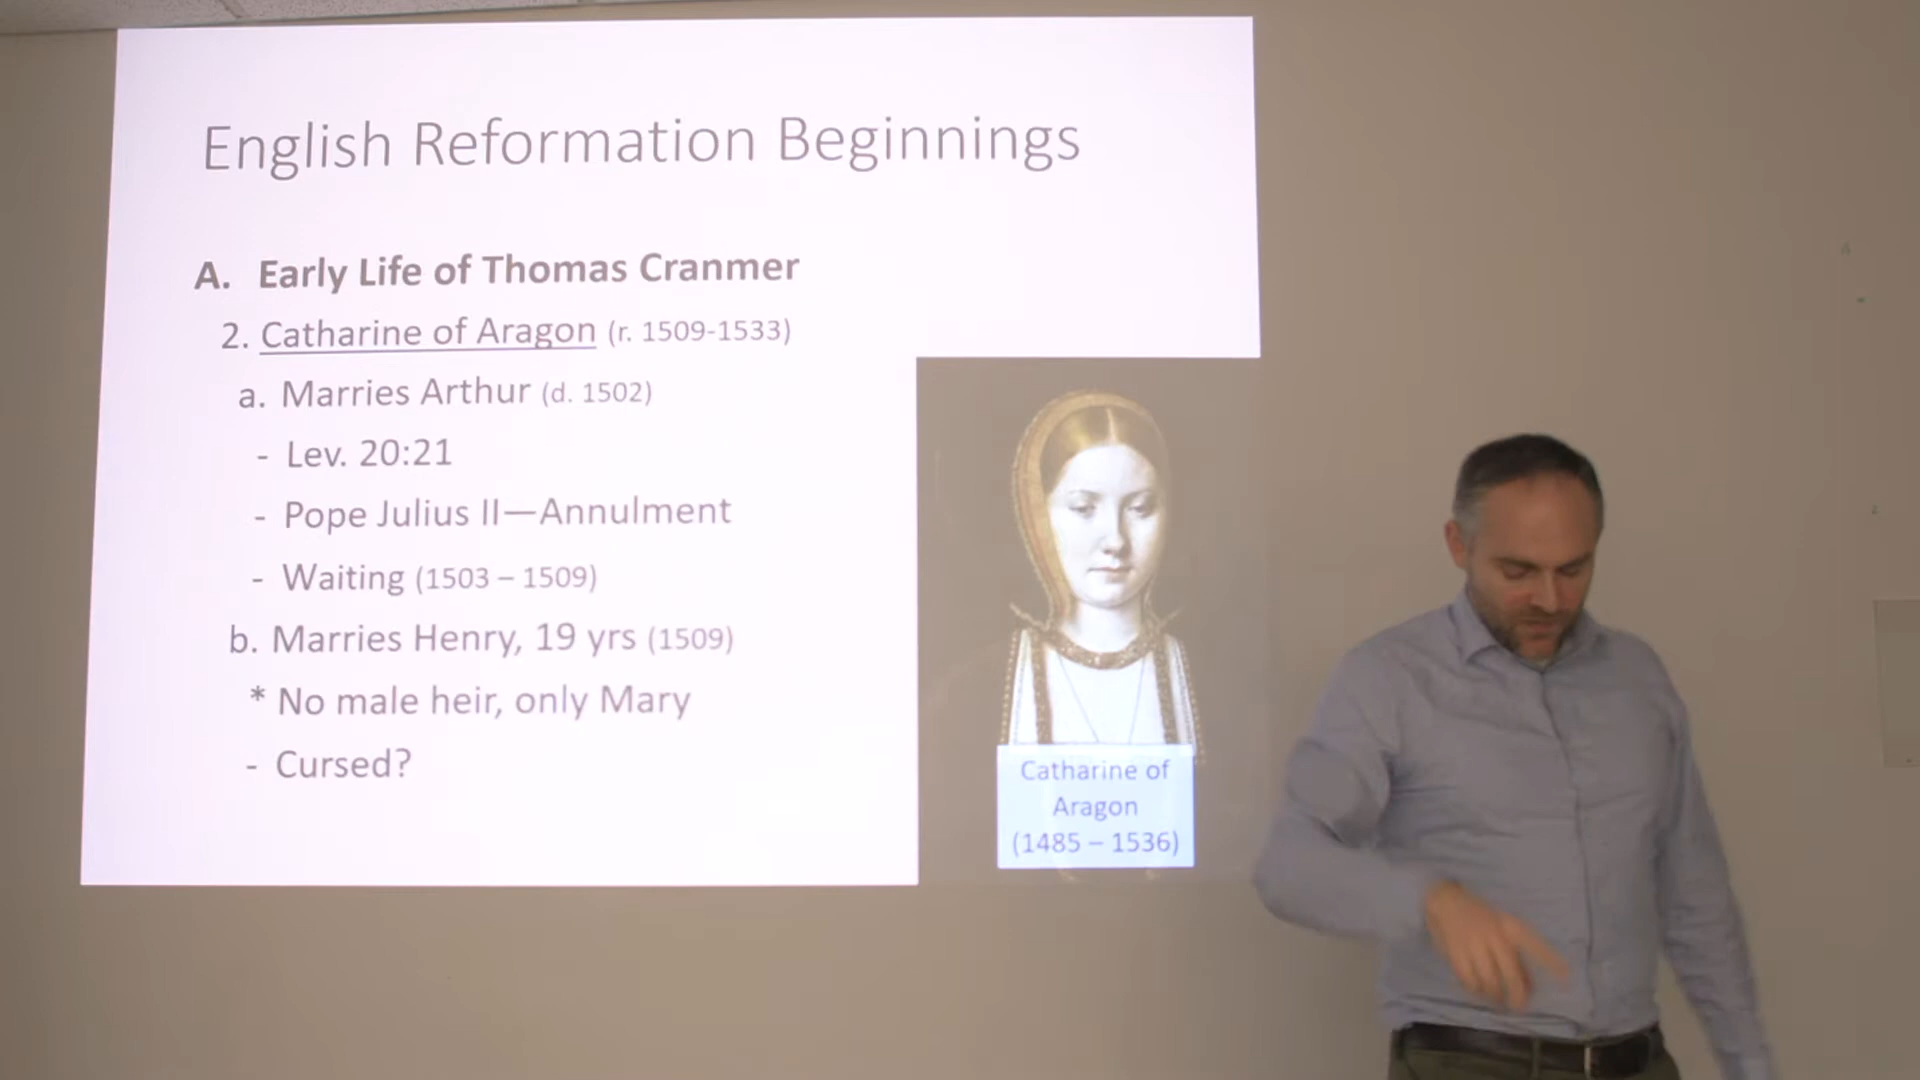 English Reformation Beginnings
A. Early Life of Thomas Cranmer
2. Catharine of Aragon (r. 1509-1533)
a. Marries Arthur (d. 1502)
- Lev. 20:21
- Pope Julius II—Annulment
- Waiting (1503 – 1509)
b. Marries Henry, 19 yrs (1509)
* No male heir, only Mary
- Cursed?
Catharine of
Aragon
(1485 – 1536)